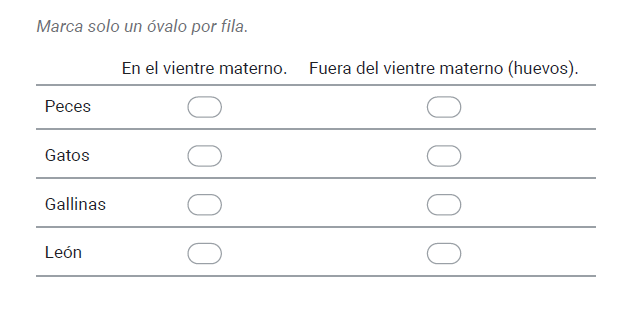 Marca solo un óvalo por fila.
En el vientre materno. Fuera del vientre materno (huevos).
Peces
Gatos
Gallinas
León